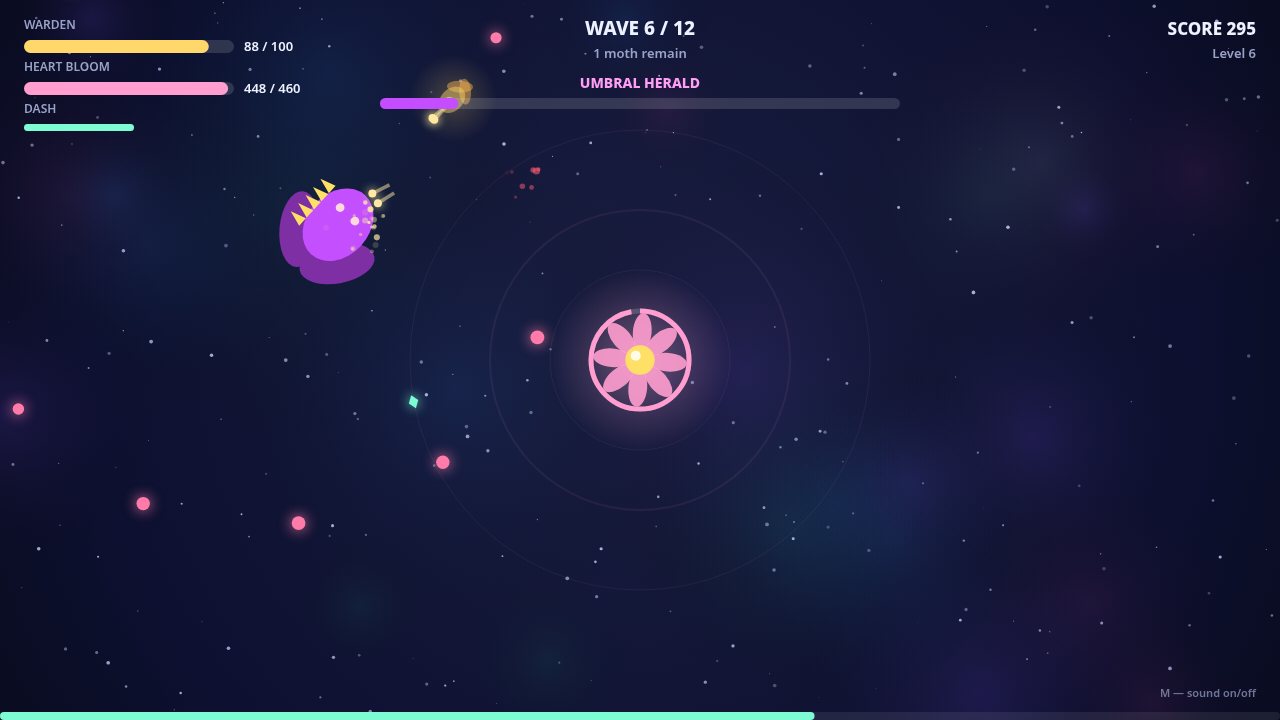 WARDEN
88 / 100
HEART BLOOM
448 / 460
DASH
WAVE 6 / 12
· 1 moth remain
UMBRAL HERALD
SCORE 295
Level 6
M — sound on/off